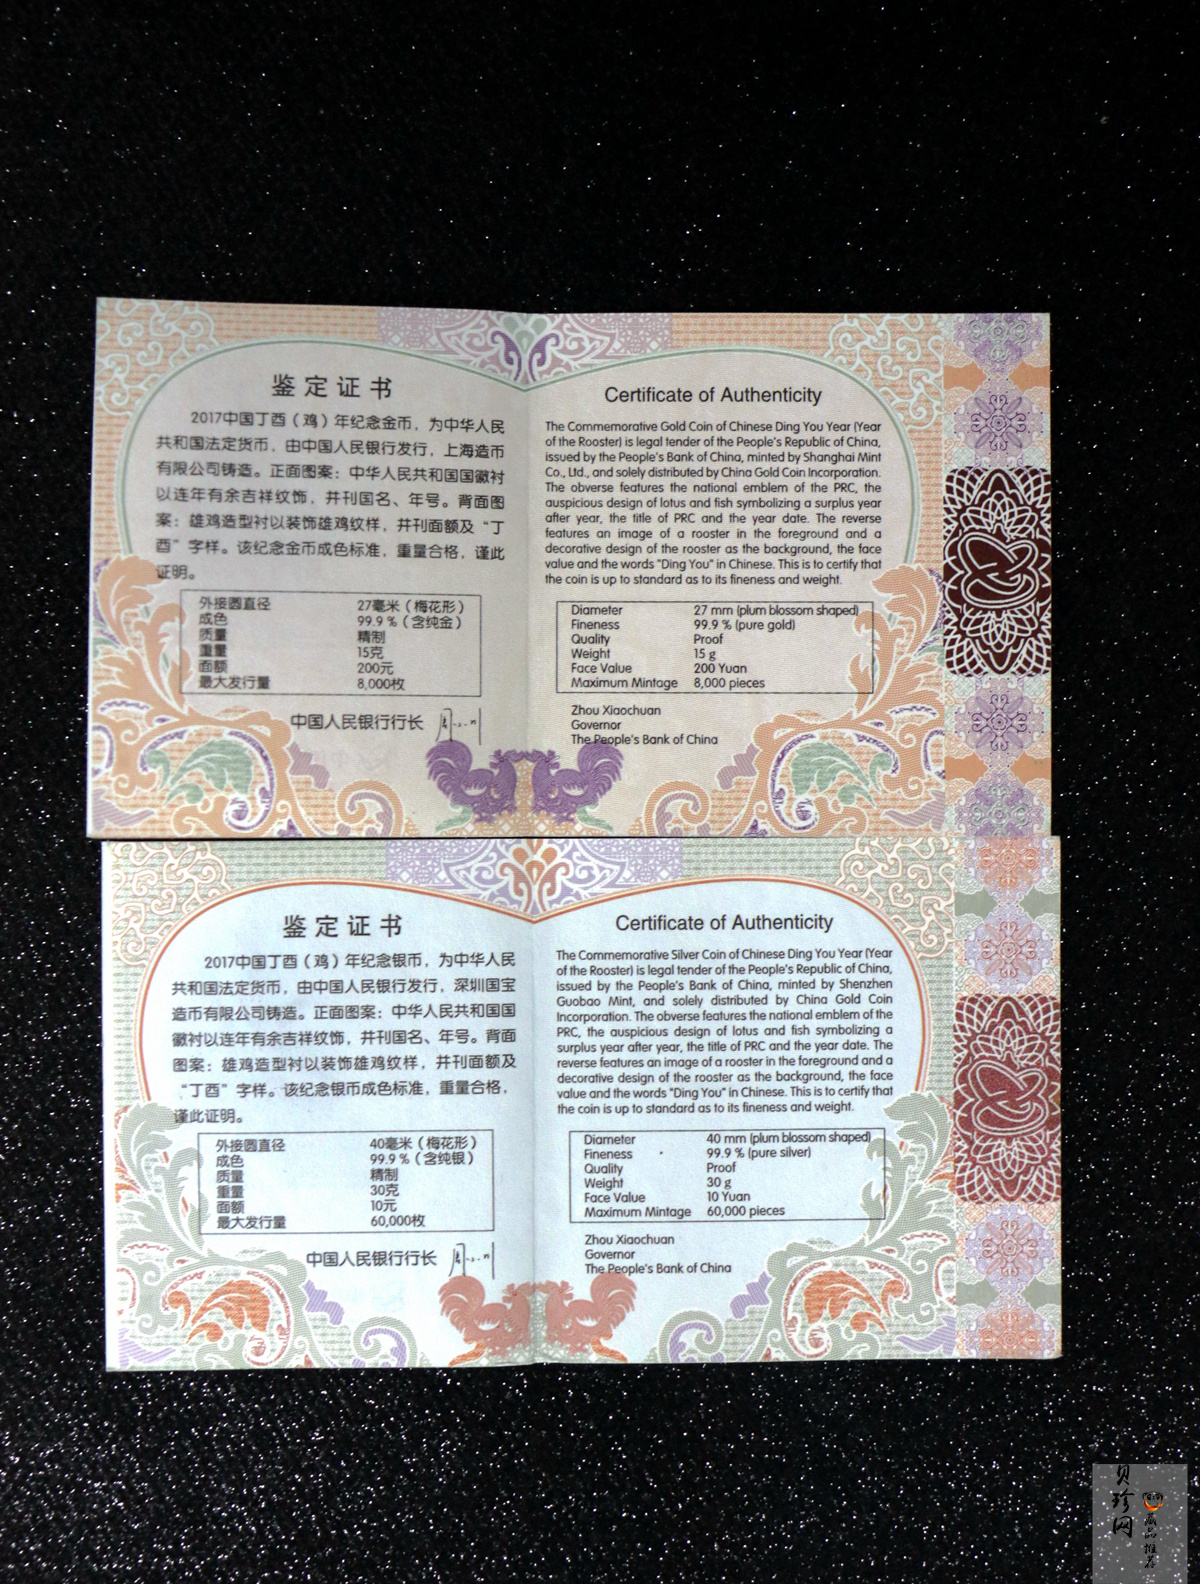 鉴定证书
2017中国丁酉（鸡）年纪念金币，为中华人民
共和国法定货币，由中国人民银行发行，上海造币
有限公司铸造。正面图案：中华人民共和国国徽衬
以连年有余吉祥纹饰，并刊国名、年号。背面图
案：雄鸡造型衬以装饰雄鸡纹样，并刊面额及“丁
酉”字样。该纪念金币成色标准，重量合格，谨此
证明。
外接圆直径 27毫米（梅花形）
成色 99.9％（含纯金）
质量 精制
重量 15克
面额 200元
最大发行量 8,000枚
中国人民银行行长
Certificate of Authenticity
The Commemorative Gold Coin of Chinese Ding You Year (Year
of the Rooster) is legal tender of the People's Republic of China,
issued by the People's Bank of China, minted by Shanghai Mint
Co., Ltd., and solely distributed by China Gold Coin Incorporation.
The obverse features the national emblem of the PRC, the
auspicious design of lotus and fish symbolizing a surplus year
after year, the title of PRC and the year date. The reverse
features an image of a rooster in the foreground and a
decorative design of the rooster as the background, the face
value and the words "Ding You" in Chinese. This is to certify that
the coin is up to standard as to its fineness and weight.
Diameter 27 mm (plum blossom shaped)
Fineness 99.9 % (pure gold)
Quality Proof
Weight 15 g
Face Value 200 Yuan
Maximum Mintage 8,000 pieces
Zhou Xiaochuan
Governor
The People's Bank of China
鉴定证书
2017中国丁酉（鸡）年纪念银币，为中华人民
共和国法定货币，由中国人民银行发行，深圳国宝
造币有限公司铸造。正面图案：中华人民共和国国
徽衬以连年有余吉祥纹饰，并刊国名、年号。背面
图案：雄鸡造型衬以装饰雄鸡纹样，并刊面额及
“丁酉”字样。该纪念银币成色标准，重量合格，
谨此证明。
外接圆直径 40毫米（梅花形）
成色 99.9％（含纯银）
质量 精制
重量 30克
面额 10元
最大发行量 60,000枚
中国人民银行行长
Certificate of Authenticity
The Commemorative Silver Coin of Chinese Ding You Year (Year
of the Rooster) is legal tender of the People's Republic of China,
issued by the People's Bank of China, minted by Shenzhen
Guobao Mint, and solely distributed by China Gold Coin
Incorporation. The obverse features the national emblem of the
PRC, the auspicious design of lotus and fish symbolizing a
surplus year after year, the title of PRC and the year date. The
reverse features an image of a rooster in the foreground and a
decorative design of the rooster as the background, the face
value and the words "Ding You" in Chinese. This is to certify that
the coin is up to standard as to its fineness and weight.
Diameter 40 mm (plum blossom shaped)
Fineness 99.9 % (pure silver)
Quality Proof
Weight 30 g
Face Value 10 Yuan
Maximum Mintage 60,000 pieces
Zhou Xiaochuan
Governor
The People's Bank of China
贝珍网
藏品推荐